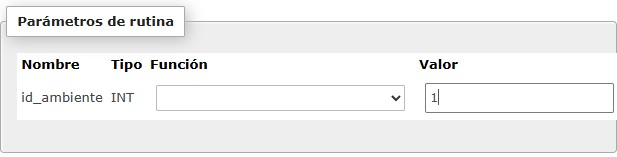 Parámetros de rutina
Nombre Tipo Función Valor
id_ambiente INT 1